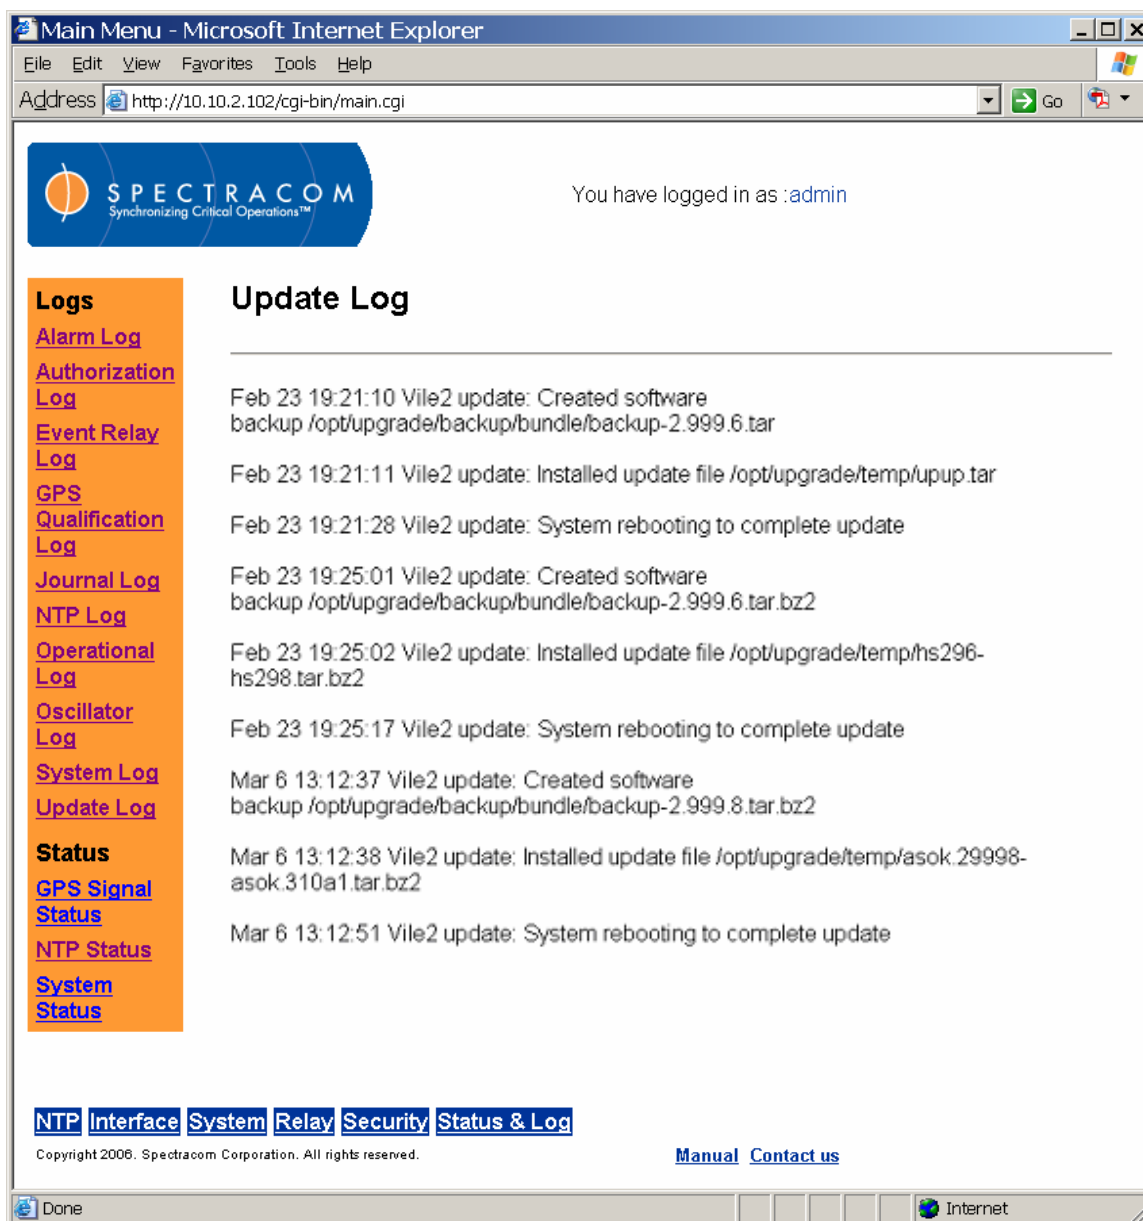 Main Menu - Microsoft Internet Explorer
File Edit View Favorites Tools Help
Address http://10.10.2.102/cgi-bin/main.cgi Go
SPECTRACOM
Synchronizing Critical Operations™
You have logged in as :admin
Logs
Alarm Log
Authorization
Log
Event Relay
Log
GPS
Qualification
Log
Journal Log
NTP Log
Operational
Log
Oscillator
Log
System Log
Update Log
Status
GPS Signal
Status
NTP Status
System
Status
Update Log
Feb 23 19:21:10 Vile2 update: Created software
backup /opt/upgrade/backup/bundle/backup-2.999.6.tar
Feb 23 19:21:11 Vile2 update: Installed update file /opt/upgrade/temp/upup.tar
Feb 23 19:21:28 Vile2 update: System rebooting to complete update
Feb 23 19:25:01 Vile2 update: Created software
backup /opt/upgrade/backup/bundle/backup-2.999.6.tar.bz2
Feb 23 19:25:02 Vile2 update: Installed update file /opt/upgrade/temp/hs296-
hs298.tar.bz2
Feb 23 19:25:17 Vile2 update: System rebooting to complete update
Mar 6 13:12:37 Vile2 update: Created software
backup /opt/upgrade/backup/bundle/backup-2.999.8.tar.bz2
Mar 6 13:12:38 Vile2 update: Installed update file /opt/upgrade/temp/asok.29998-
asok.310a1.tar.bz2
Mar 6 13:12:51 Vile2 update: System rebooting to complete update
NTP Interface System Relay Security Status & Log
Copyright 2006. Spectracom Corporation. All rights reserved.
Manual Contact us
Done Internet